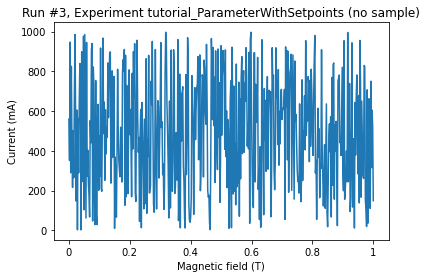 Run #3, Experiment tutorial_ParameterWithSetpoints (no sample)
1000
800
600
400
200
0
Current (mA)
0 0.2 0.4 0.6 0.8 1
Magnetic field (T)